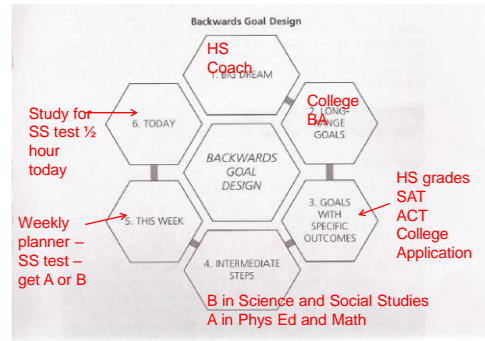 Backwards Goal Design
HS
Coach
1. BIG DREAM
College
BA
2. LONG-
RANGE
GOALS
HS grades
SAT
ACT
College
Application
3. GOALS
WITH
SPECIFIC
OUTCOMES
4. INTERMEDIATE
STEPS
B in Science and Social Studies
A in Phys Ed and Math
5. THIS WEEK
Weekly
planner –
SS test –
get A or B
6. TODAY
Study for
SS test ½
hour
today
BACKWARDS
GOAL
DESIGN